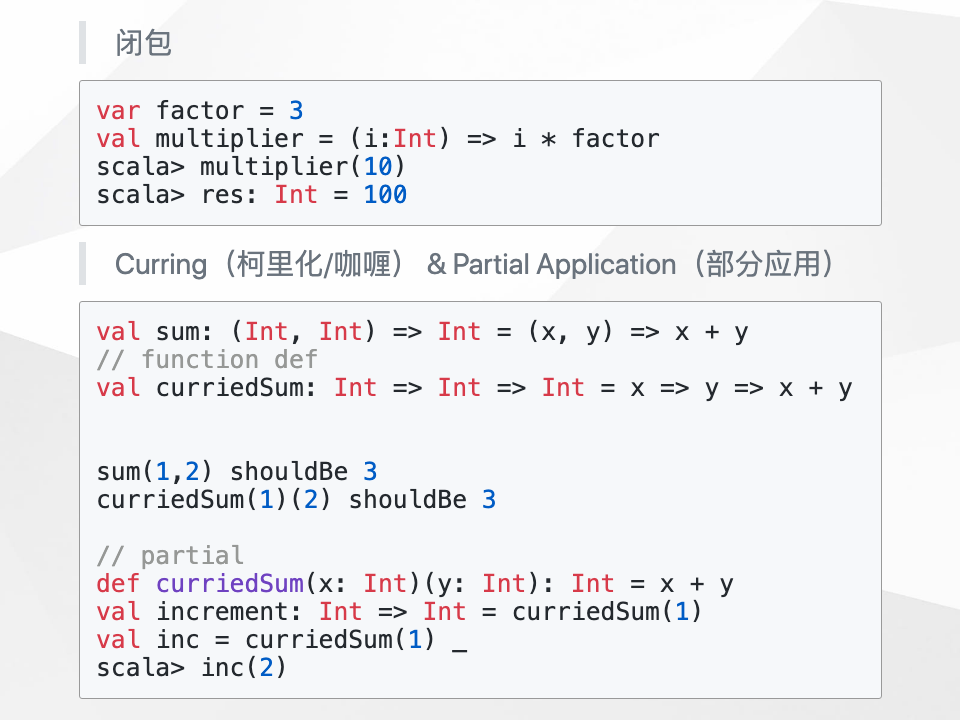 闭包
var factor = 3
val multiplier = (i:Int) => i * factor
scala> multiplier(10)
scala> res: Int = 100
Curring（柯里化/咖喱） & Partial Application（部分应用）
val sum: (Int, Int) => Int = (x, y) => x + y
// function def
val curriedSum: Int => Int => Int = x => y => x + y
sum(1,2) shouldBe 3
curriedSum(1)(2) shouldBe 3
// partial
def curriedSum(x: Int)(y: Int): Int = x + y
val increment: Int => Int = curriedSum(1)
val inc = curriedSum(1) _
scala> inc(2)